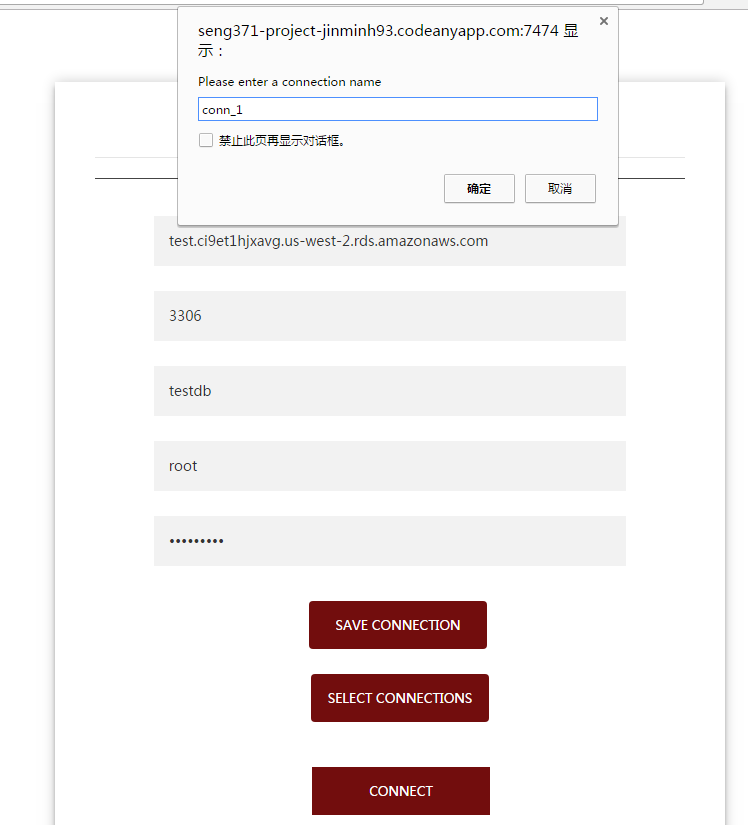 seng371-project-jinminh93.codeanyapp.com:7474 显
示：
Please enter a connection name
conn_1
禁止此页再显示对话框。
确定
取消
test.ci9et1hjxavg.us-west-2.rds.amazonaws.com
3306
testdb
root
•••••••••
SAVE CONNECTION
SELECT CONNECTIONS
CONNECT